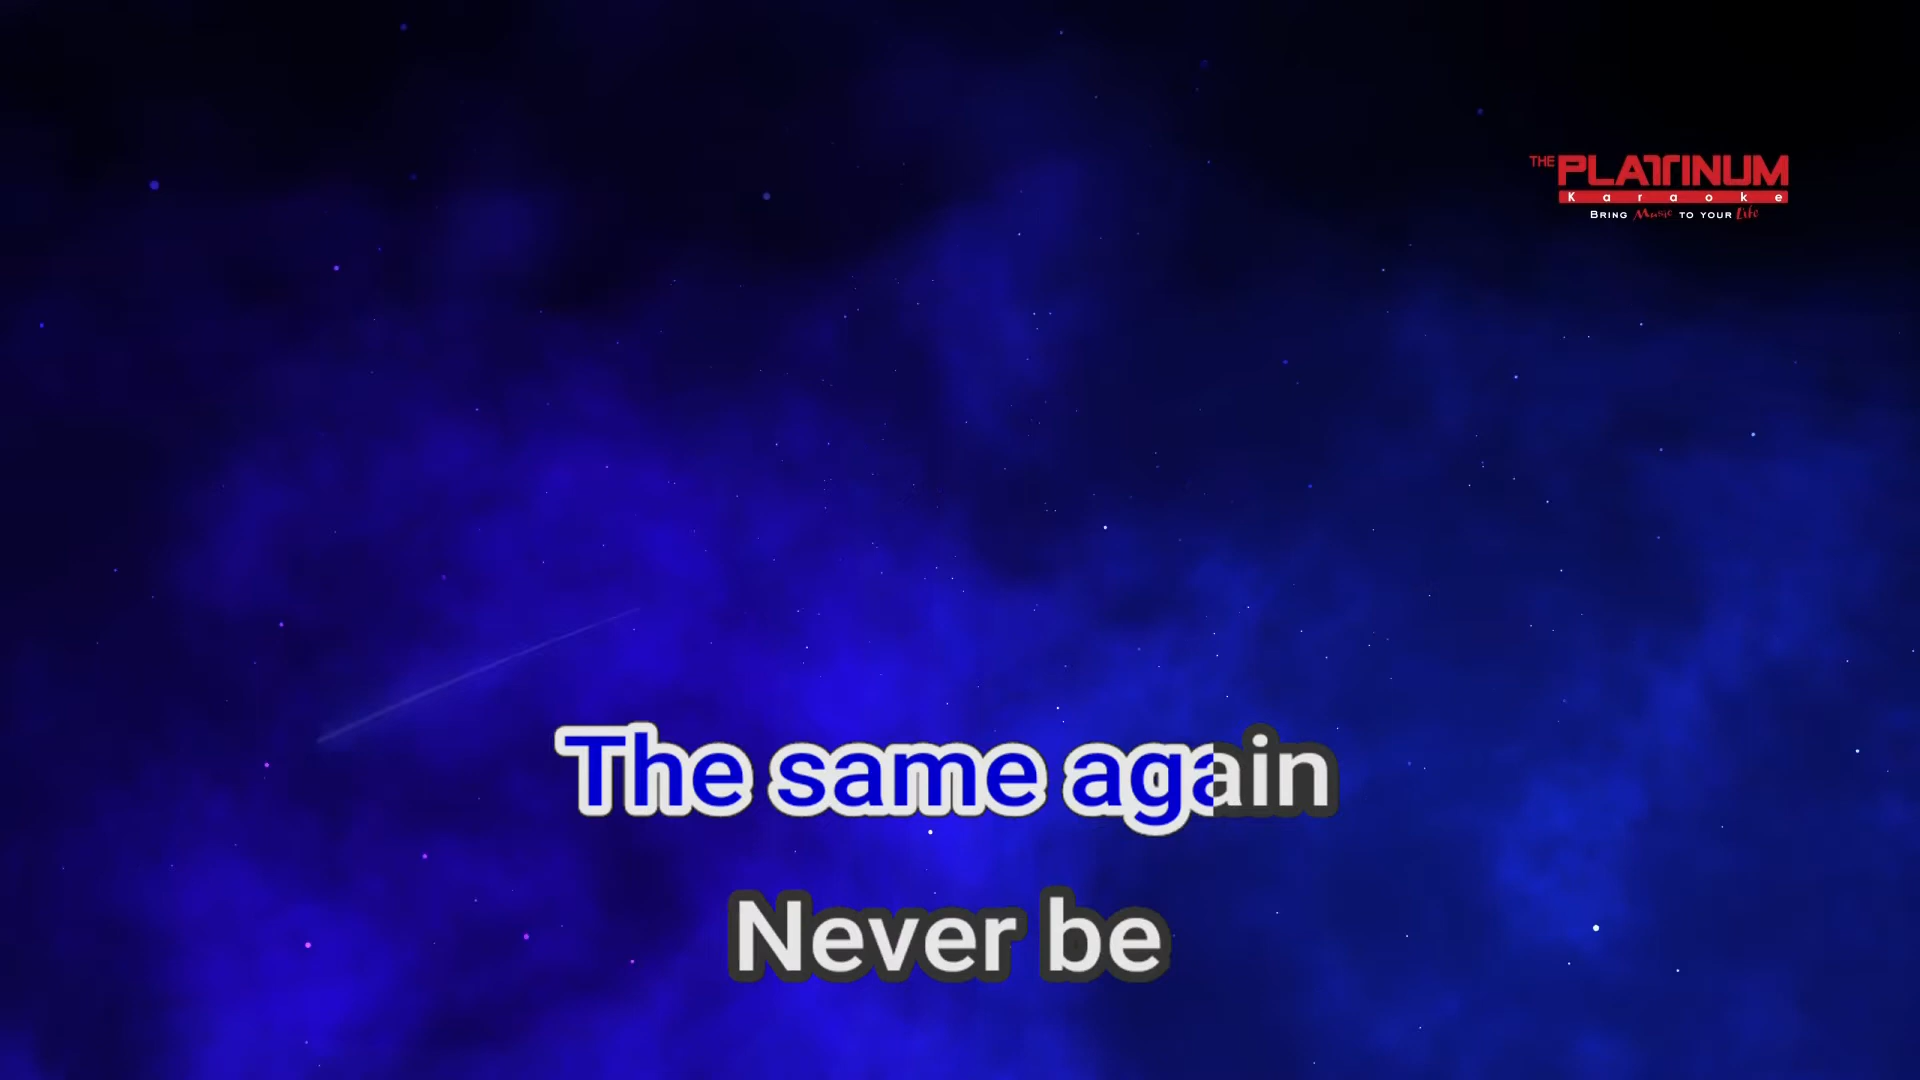 THE PLATINUM
Karaoke
BRING Music TO YOUR Life
The same again
Never be